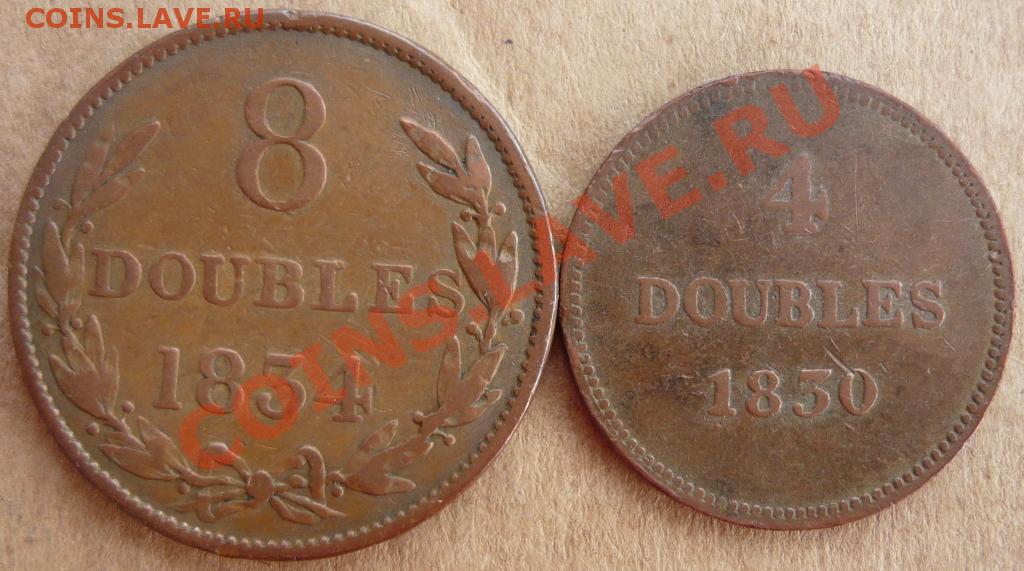 COINS.LAVE.RU
8
DOUBLES
1834
4
DOUBLES
1830
COINS.LAVE.RU